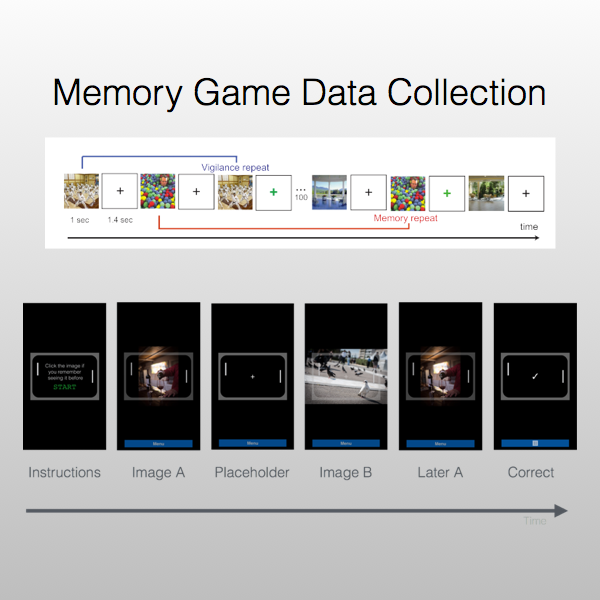 Memory Game Data Collection
Vigilance repeat
+ + + ... + + +
100
1 sec 1.4 sec
Memory repeat
time
Click the image if
you remember
seeing it before
START
+
✓
Menu Menu Menu Menu
Instructions Image A Placeholder Image B Later A Correct
Time